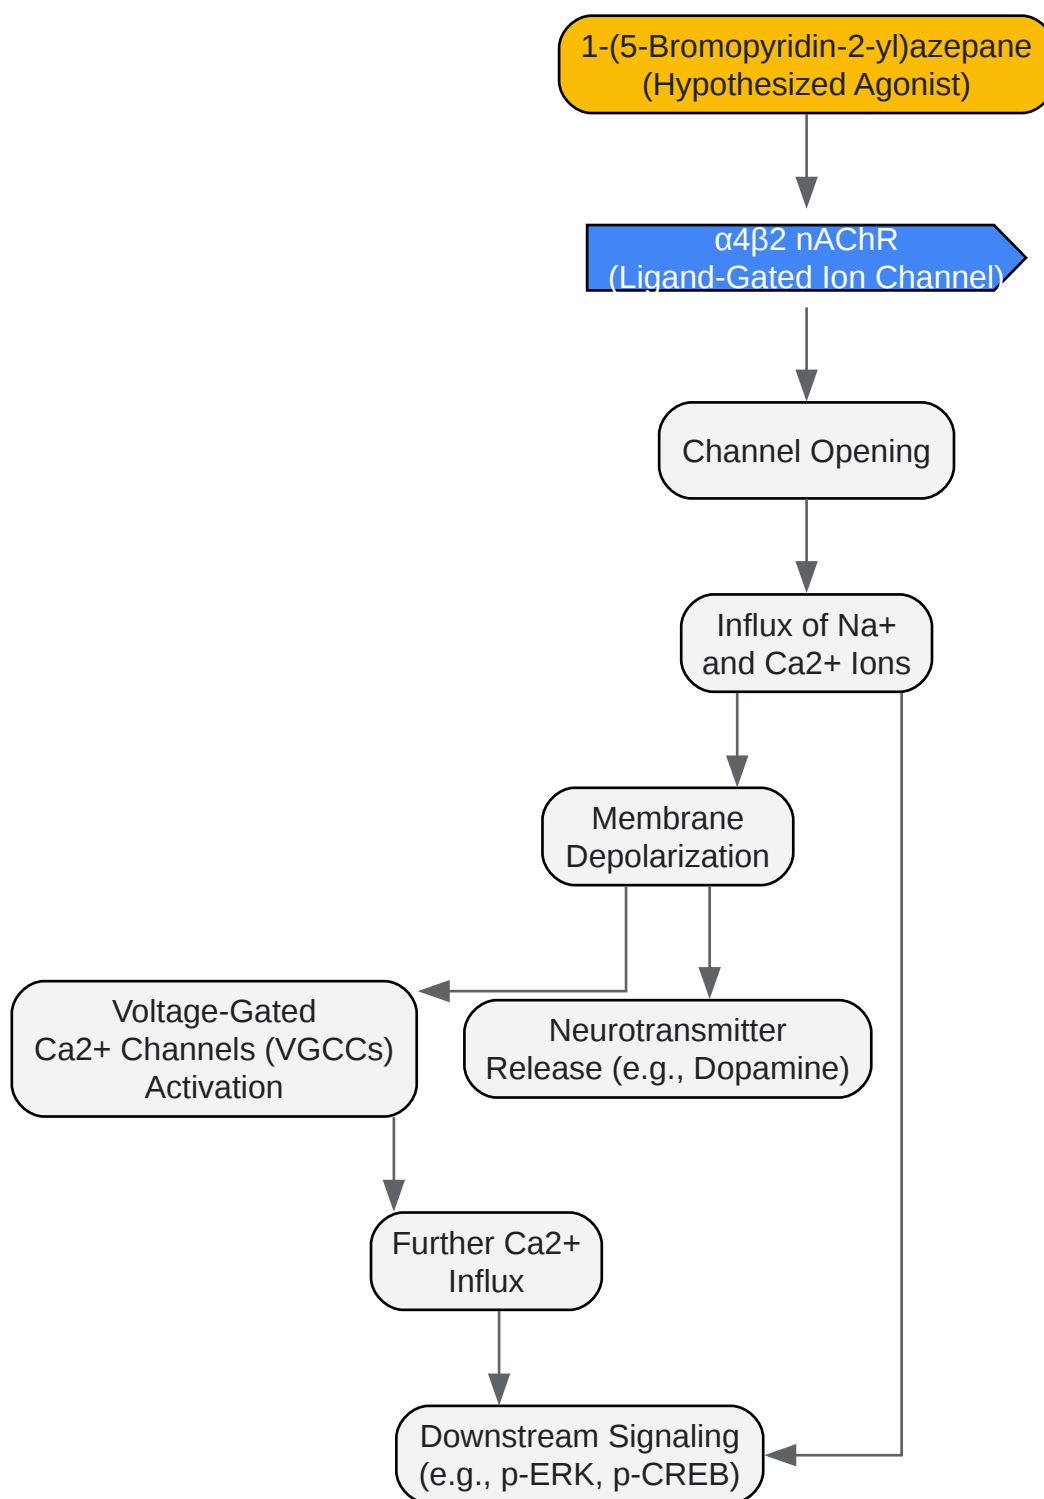 1-(5-Bromopyridin-2-yl)azepane
(Hypothesized Agonist)
α4β2 nAChR
(Ligand-Gated Ion Channel)
Channel Opening
Influx of Na+
and Ca2+ Ions
Membrane
Depolarization
Voltage-Gated
Ca2+ Channels (VGCCs)
Activation
Neurotransmitter
Release (e.g., Dopamine)
Further Ca2+
Influx
Downstream Signaling
(e.g., p-ERK, p-CREB)